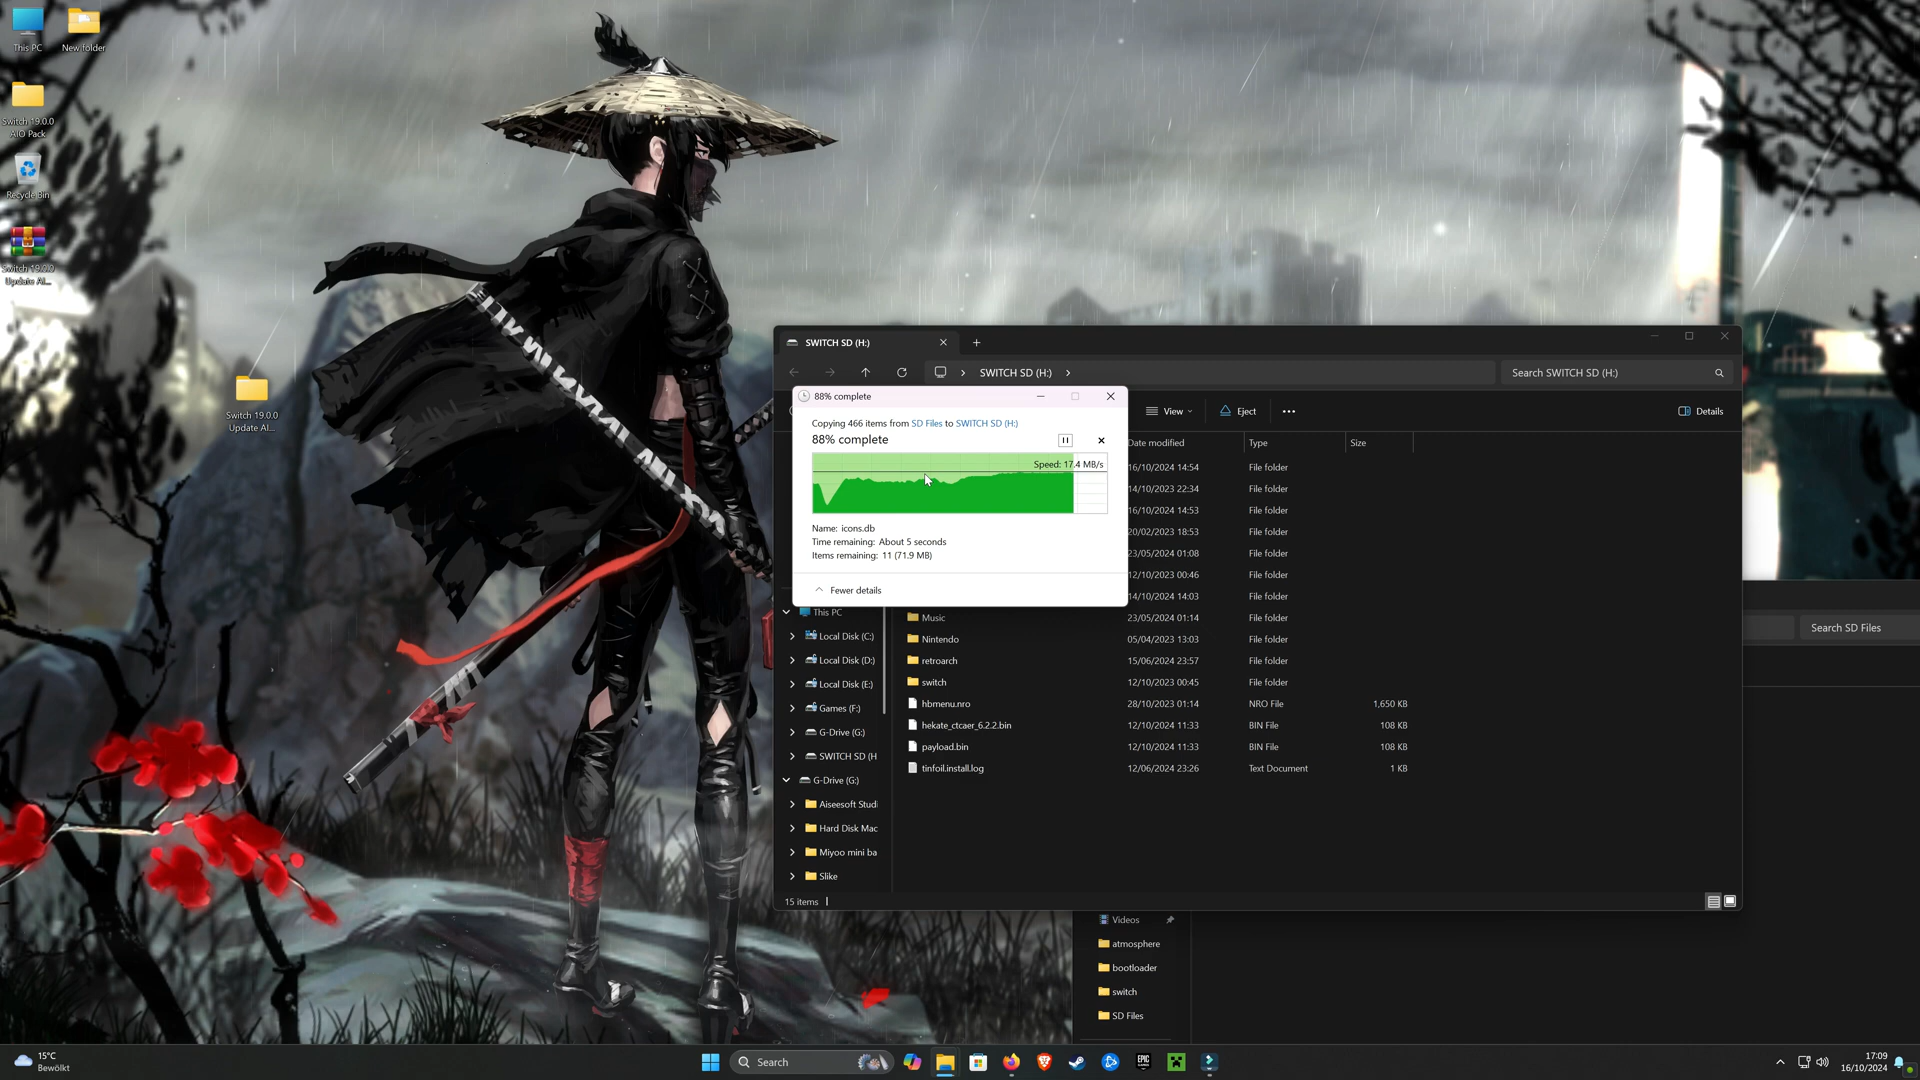 This PC
New folder
Switch 19.0.0
AIO Pack
Recycle Bin
Switch 19.0.0
Update AI...
Switch 19.0.0
Update AI...
SWITCH SD (H:)
SWITCH SD (H:)
Search SWITCH SD (H:)
View
Eject
Details
88% complete
Copying 466 items from SD Files to SWITCH SD (H:)
88% complete
Speed: 17.4 MB/s
Name: icons.db
Time remaining: About 5 seconds
Items remaining: 11 (71.9 MB)
Fewer details
Date modified Type Size
16/10/2024 14:54 File folder
14/10/2023 22:34 File folder
16/10/2024 14:53 File folder
20/02/2023 18:53 File folder
23/05/2024 01:08 File folder
12/10/2023 00:46 File folder
14/10/2024 14:03 File folder
Music 23/05/2024 01:14 File folder
Nintendo 05/04/2023 13:03 File folder
retroarch 15/06/2024 23:57 File folder
switch 12/10/2023 00:45 File folder
hbmenu.nro 28/10/2023 01:14 NRO File 1,650 KB
hekate_ctcaer_6.2.2.bin 12/10/2024 11:33 BIN File 108 KB
payload.bin 12/10/2024 11:33 BIN File 108 KB
tinfoil.install.log 12/06/2024 23:26 Text Document 1 KB
This PC
Local Disk (C:)
Local Disk (D:)
Local Disk (E:)
Games (F:)
G-Drive (G:)
SWITCH SD (H
G-Drive (G:)
Aiseesoft Studi
Hard Disk Mac
Miyoo mini ba
Slike
15 items
Search SD Files
Videos
atmosphere
bootloader
switch
SD Files
15°C
Bewölkt
Search
EPIC
17:09
16/10/2024